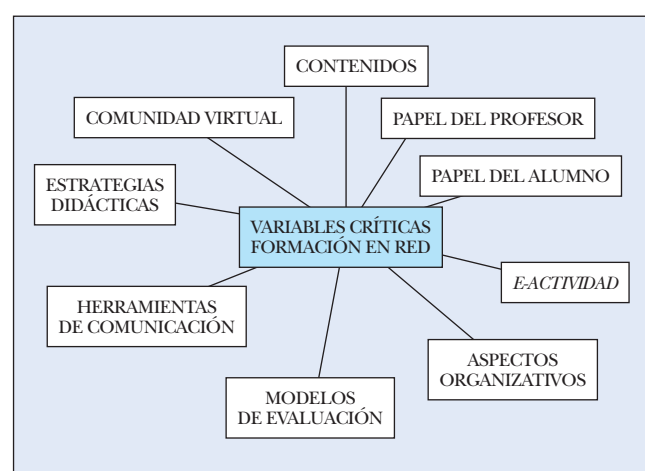 CONTENIDOS
COMUNIDAD VIRTUAL
PAPEL DEL PROFESOR
ESTRATEGIAS
DIDÁCTICAS
PAPEL DEL ALUMNO
VARIABLES CRÍTICAS
FORMACIÓN EN RED
E-ACTIVIDAD
HERRAMIENTAS
DE COMUNICACIÓN
ASPECTOS
ORGANIZATIVOS
MODELOS
DE EVALUACIÓN